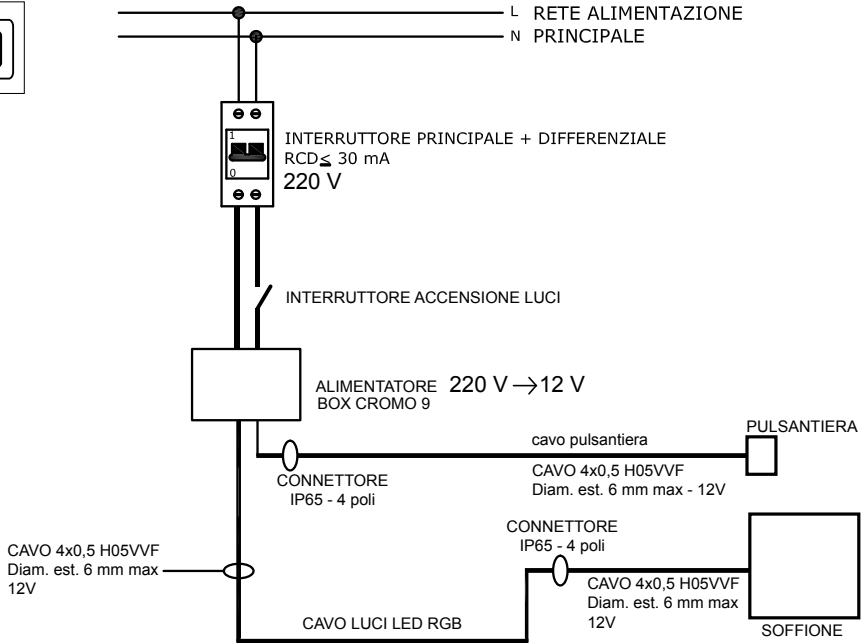 L RETE ALIMENTAZIONE
N PRINCIPALE
1
0
INTERRUTTORE PRINCIPALE + DIFFERENZIALE
RCD≤ 30 mA
220 V
INTERRUTTORE ACCENSIONE LUCI
ALIMENTATORE 220 V →12 V
BOX CROMO 9
PULSANTIERA
cavo pulsantiera
CAVO 4x0,5 H05VVF
Diam. est. 6 mm max - 12V
CONNETTORE
IP65 - 4 poli
CONNETTORE
IP65 - 4 poli
CAVO 4x0,5 H05VVF
Diam. est. 6 mm max
12V
CAVO 4x0,5 H05VVF
Diam. est. 6 mm max
12V
CAVO LUCI LED RGB
SOFFIONE